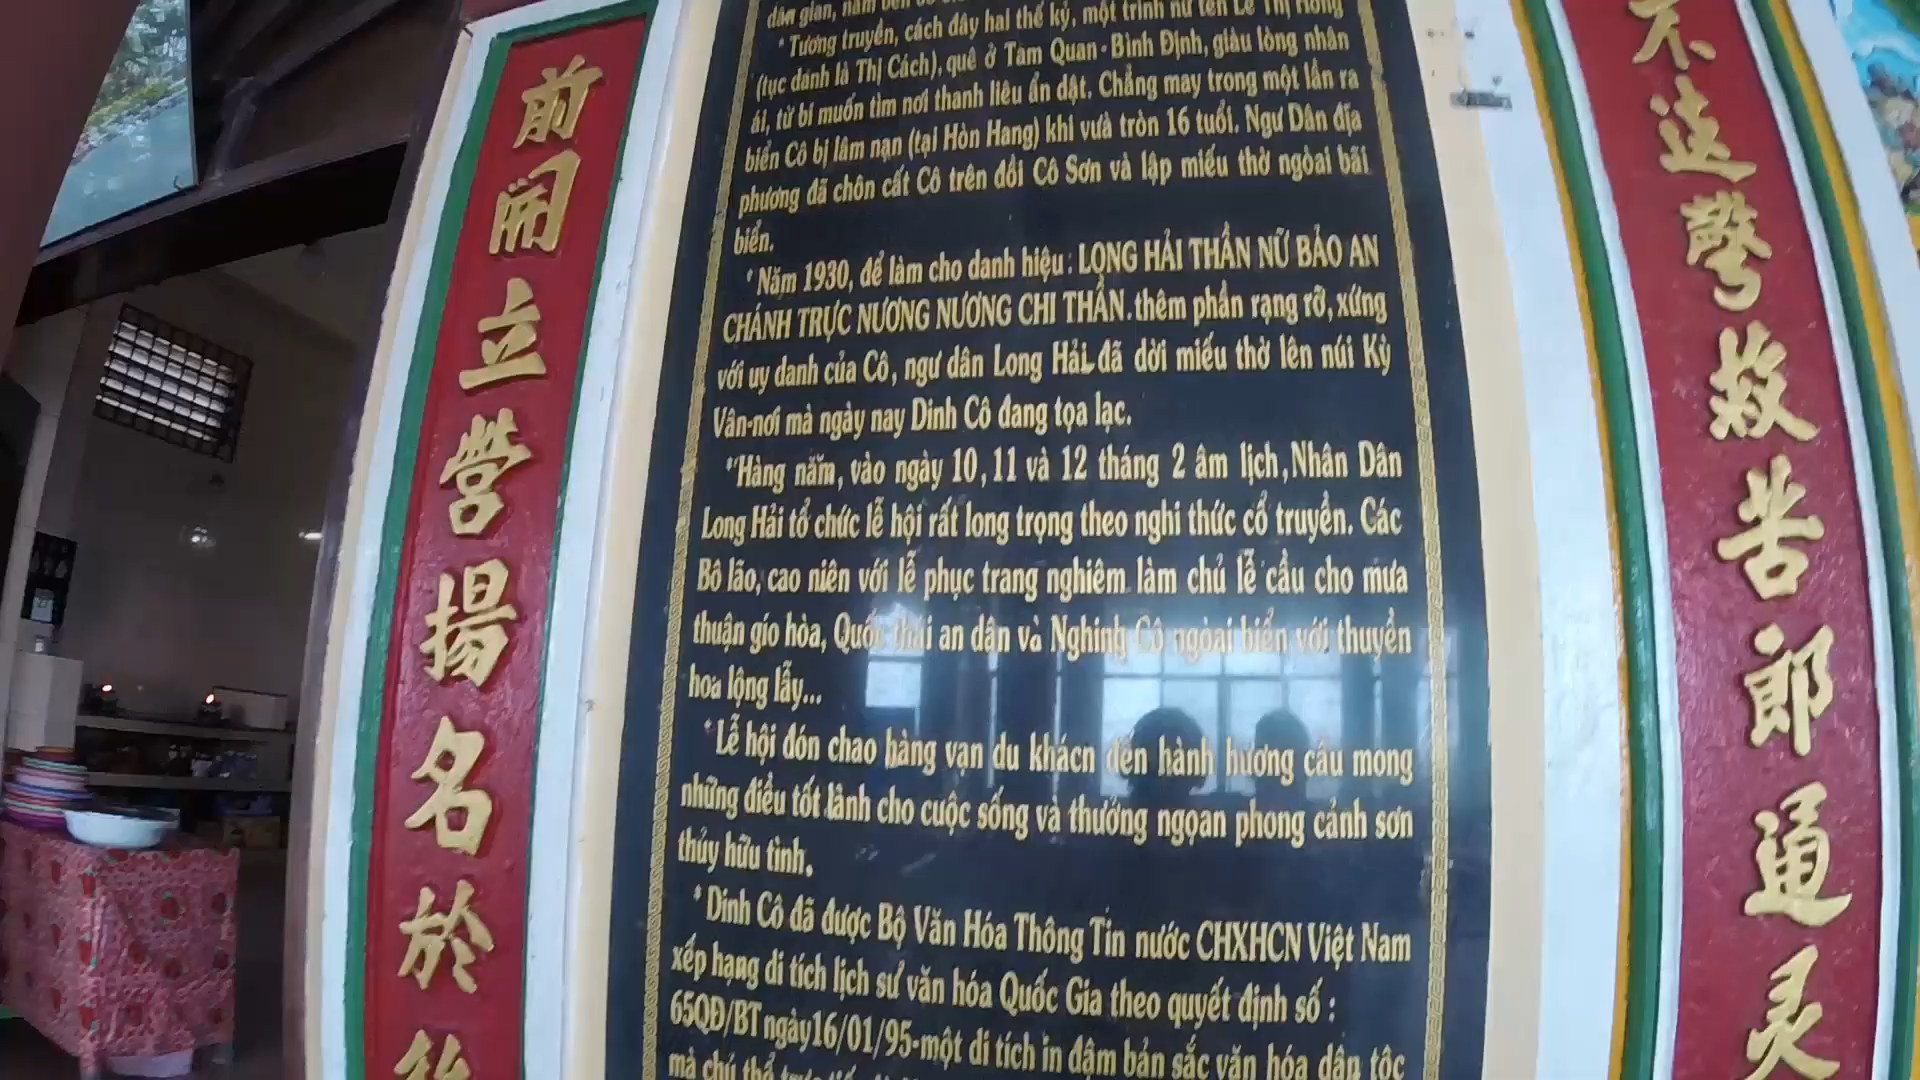 前開立營揚名於
dân gian, nằm bên
*Tương truyền, cách đây hai thế kỷ, một trinh nữ tên Lê Thị Hồng
(tục danh là Thị Cách), quê ở Tam Quan - Bình Định, giàu lòng nhân
ái, từ bi muốn tìm nơi thanh liêu ẩn dật. Chẳng may trong một lần ra
biển Cô bị lâm nạn (tại Hòn Hang) khi vưà tròn 16 tuổi. Ngư Dân địa
phương đã chôn cất Cô trên đồi Cô Sơn và lập miếu thờ ngoài bãi
biển.
* Năm 1930, để làm cho danh hiệu: LONG HẢI THẦN NỮ BẢO AN
CHÁNH TRỰC NƯƠNG NƯƠNG CHI THẦN. thêm phần rạng rỡ, xứng
với uy danh của Cô, ngư dân Long Hải đã dời miếu thờ lên núi Kỳ
Vân-nơi mà ngày nay Dinh Cô đang tọa lạc.
*Hàng năm, vào ngày 10, 11 và 12 tháng 2 âm lịch, Nhân Dân
Long Hải tổ chức lễ hội rất long trọng theo nghi thức cổ truyền. Các
Bô lão, cao niên với lễ phục trang nghiêm làm chủ lễ cầu cho mưa
thuận gío hòa, Quốc thái an dân và Nghinh Cô ngòai biển với thuyền
hoa lộng lẫy...
*Lễ hội đón chao hàng vạn du khácn đến hành hương cầu mong
những điều tốt lành cho cuộc sống và thưởng ngọan phong cảnh sơn
thủy hữu tình.
* Dinh Cô đã được Bộ Văn Hóa Thông Tin nước CHXHCN Việt Nam
xếp hạng di tích lịch sử văn hóa Quốc Gia theo quyết định số :
65QĐ/BT ngày16/01/95-một di tích in đậm bản sắc văn hóa dân tộc
mà chú thể
不遠聲救苦郎通灵